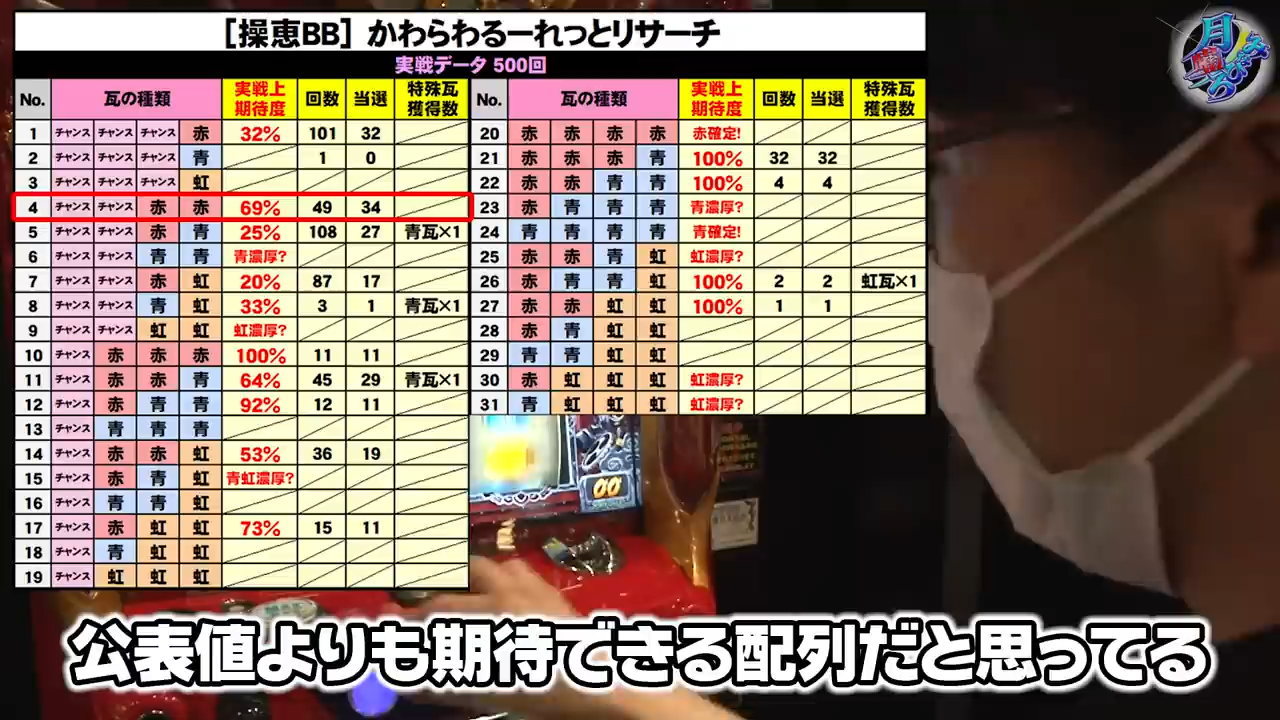 [操恵BB] かわらわるーれっとリサーチ
実戦データ 500回
No. 瓦の種類 実戦上期待度 回数 当選 特殊瓦獲得数
1 チャンス チャンス チャンス 赤 32% 101 32
2 チャンス チャンス チャンス 青 1 0
3 チャンス チャンス チャンス 虹
4 チャンス チャンス 赤 赤 69% 49 34
5 チャンス チャンス 赤 青 25% 108 27 青瓦×1
6 チャンス チャンス 青 青 青濃厚?
7 チャンス チャンス 赤 虹 20% 87 17
8 チャンス チャンス 青 虹 33% 3 1 青瓦×1
9 チャンス チャンス 虹 虹 虹濃厚?
10 チャンス 赤 赤 赤 100% 11 11
11 チャンス 赤 赤 青 64% 45 29 青瓦×1
12 チャンス 赤 青 青 92% 12 11
13 チャンス 青 青 青
14 チャンス 赤 赤 虹 53% 36 19
15 チャンス 赤 青 虹 青虹濃厚?
16 チャンス 青 青 虹
17 チャンス 赤 虹 虹 73% 15 11
18 チャンス 青 虹 虹
19 チャンス 虹 虹 虹
No. 瓦の種類 実戦上期待度 回数 当選 特殊瓦獲得数
20 赤 赤 赤 赤 赤確定!
21 赤 赤 赤 青 100% 32 32
22 赤 赤 青 青 100% 4 4
23 赤 青 青 青 青濃厚?
24 青 青 青 青 青確定!
25 赤 赤 青 虹 虹濃厚?
26 赤 青 青 虹 100% 2 2 虹瓦×1
27 赤 赤 虹 虹 100% 1 1
28 赤 青 虹 虹
29 青 青 虹 虹
30 赤 虹 虹 虹 虹濃厚?
31 青 虹 虹 虹 虹濃厚?
00
公表値よりも期待できる配列だと思ってる